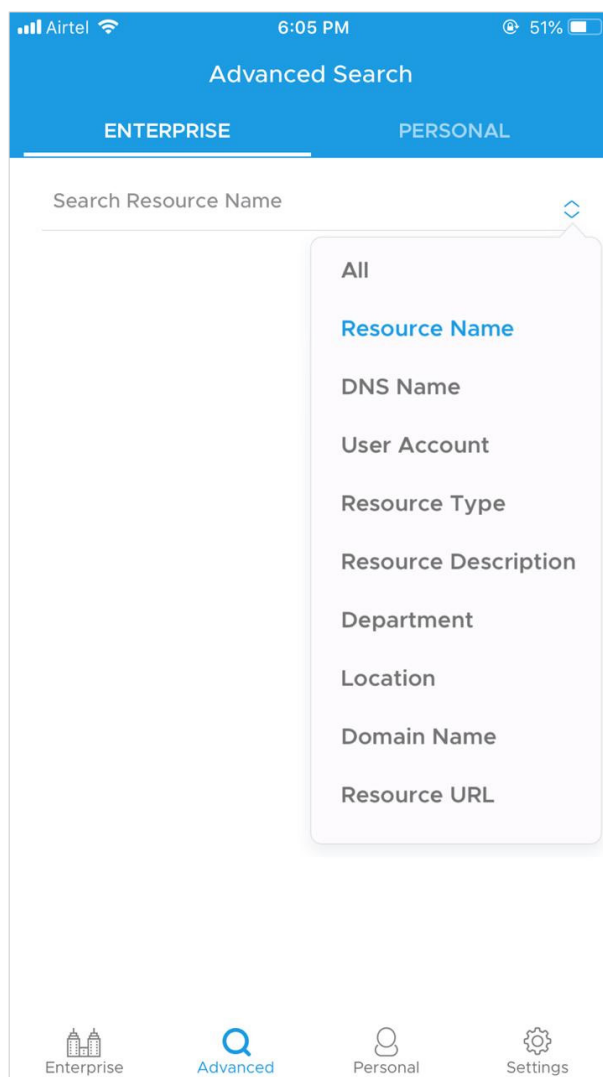 Airtel 6:05 PM 51%
Advanced Search
ENTERPRISE PERSONAL
Search Resource Name
All
Resource Name
DNS Name
User Account
Resource Type
Resource Description
Department
Location
Domain Name
Resource URL
Enterprise Advanced Personal Settings